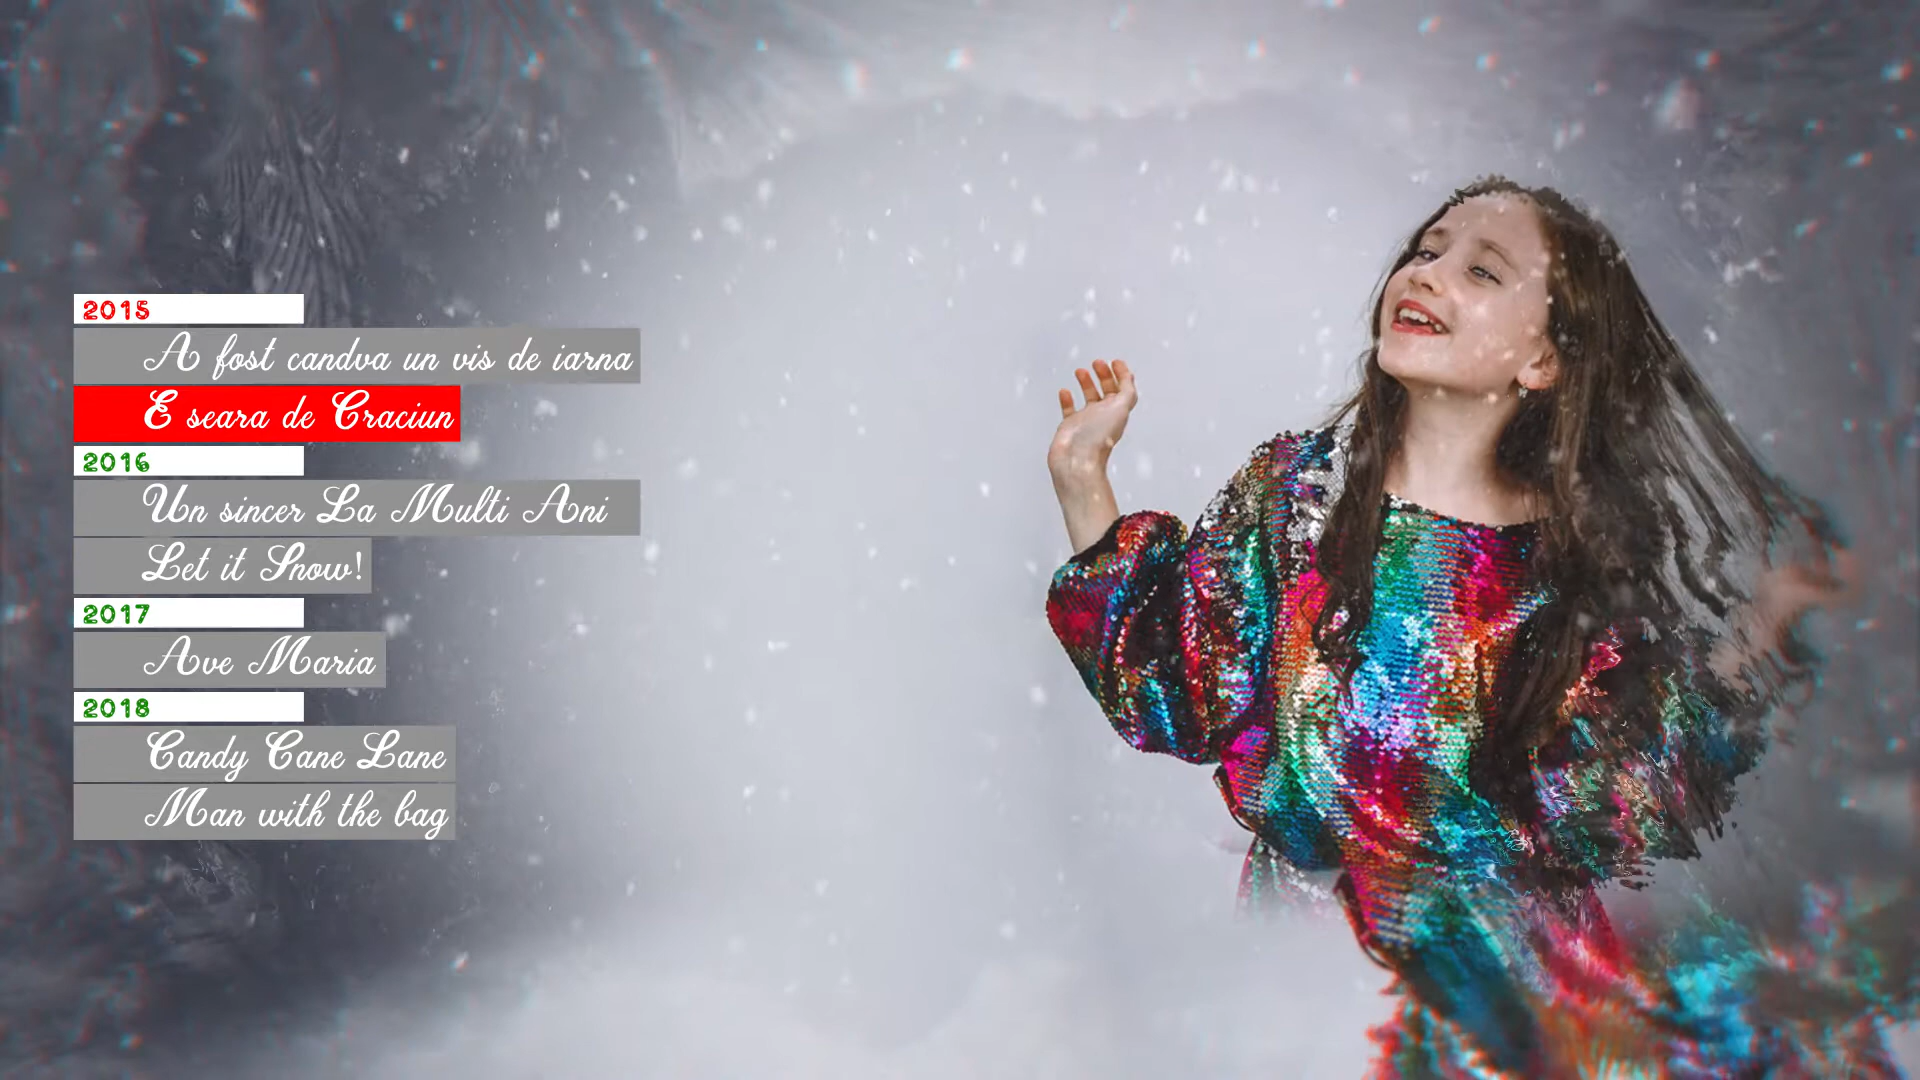 2015
A fost candva un vis de iarna
E seara de Craciun
2016
Un sincer La Multi Ani
Let it Snow!
2017
Ave Maria
2018
Candy Cane Lane
Man with the bag